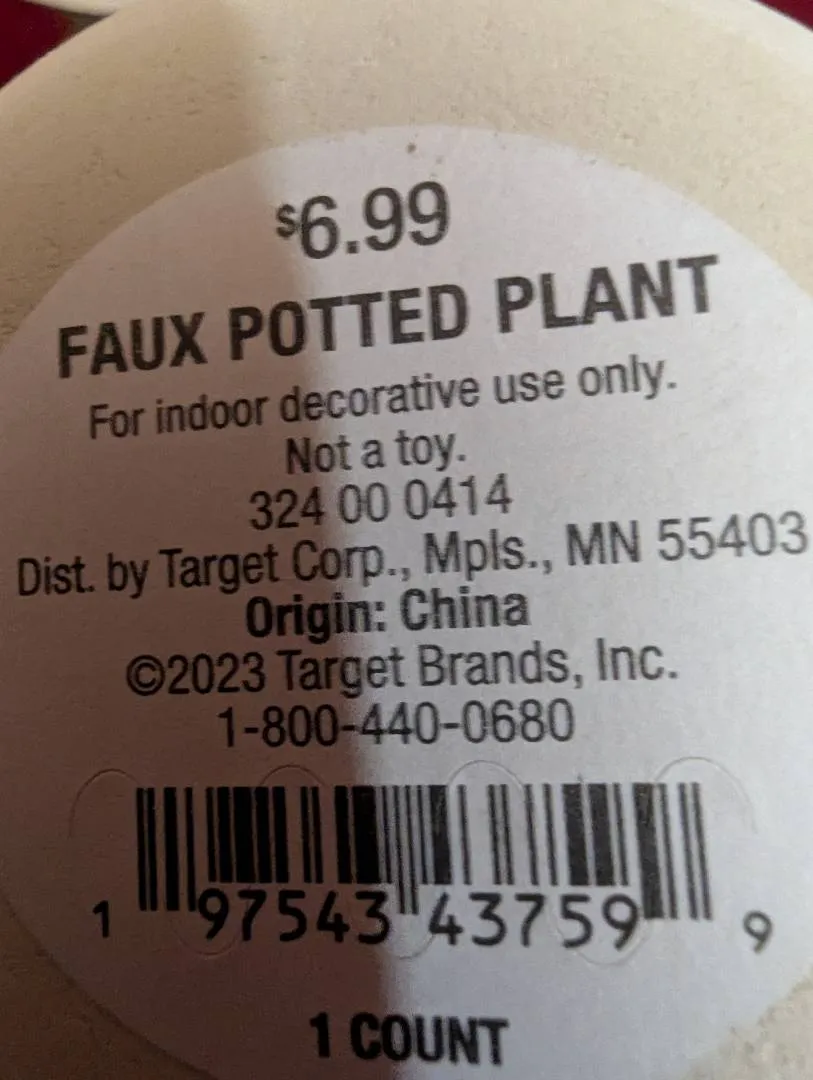 $6.99
FAUX POTTED PLANT
For indoor decorative use only.
Not a toy.
324 00 0414
Dist. by Target Corp., Mpls., MN 55403
Origin: China
©2023 Target Brands, Inc.
1-800-440-0680
1 97543 43759 9
1 COUNT